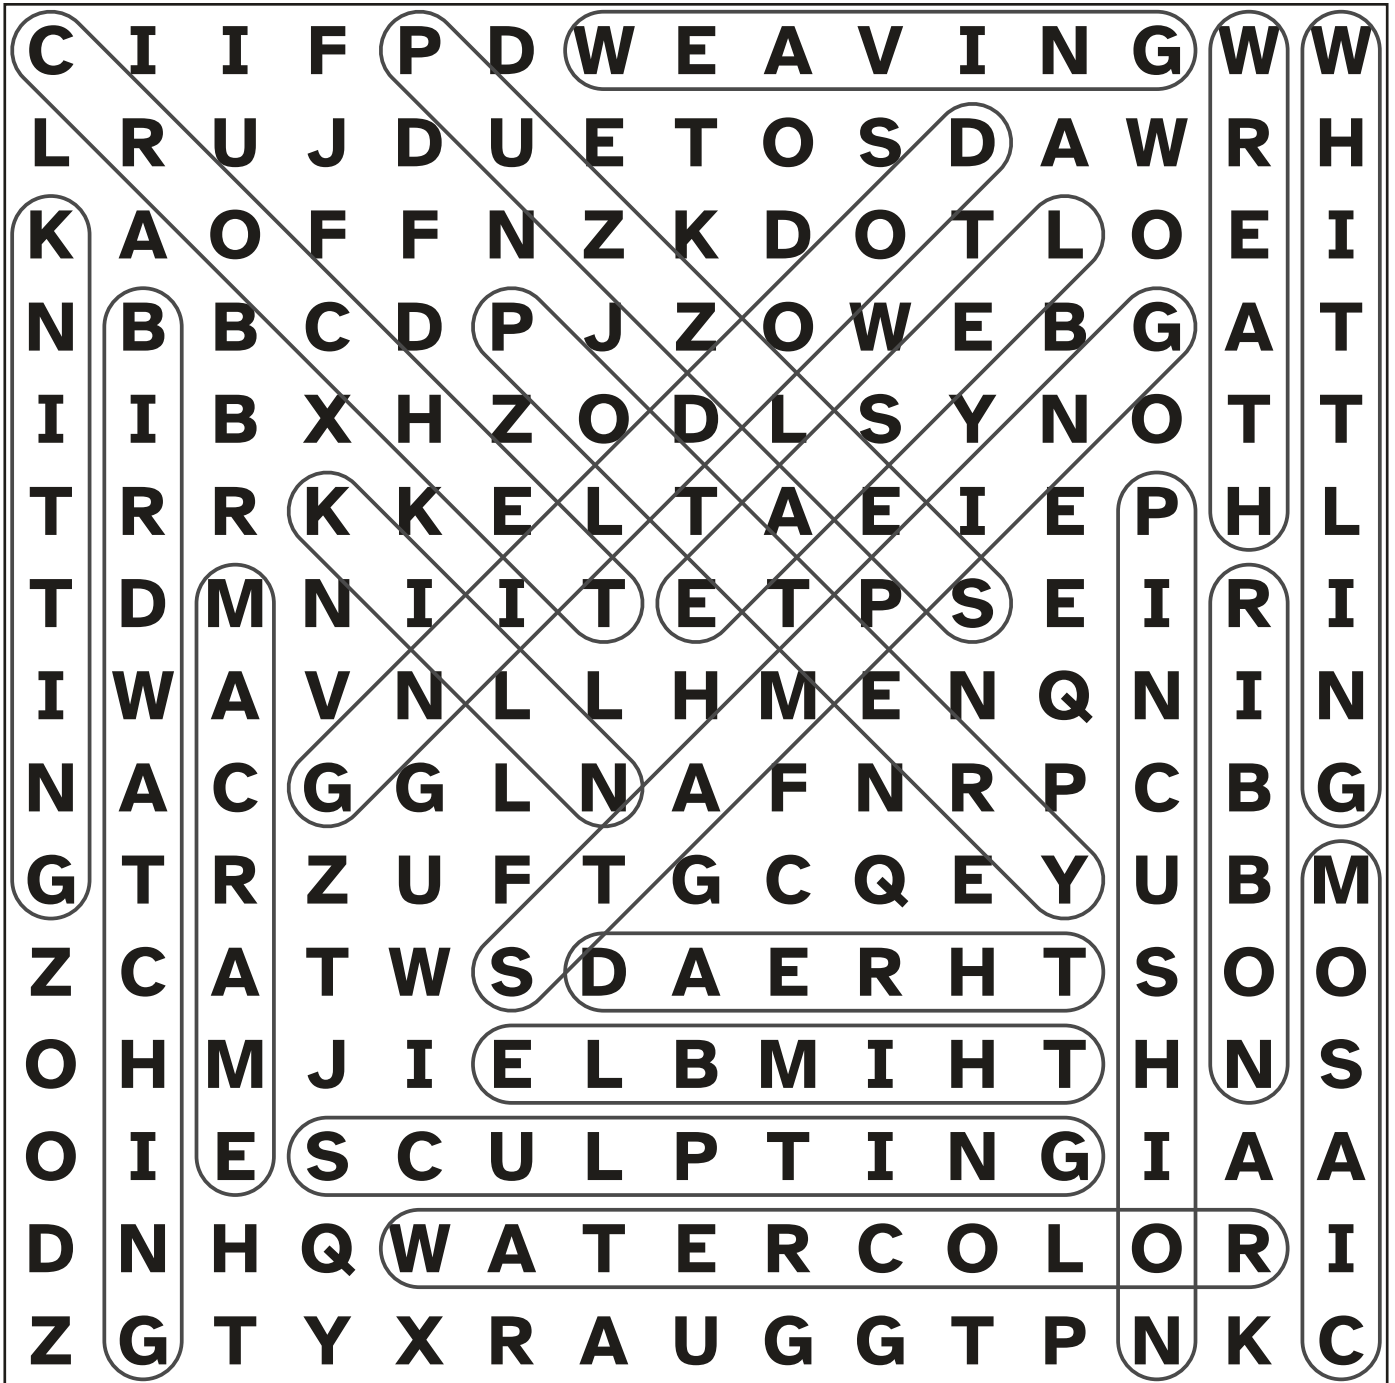 C I I F P D W E A V I N G W W
L R U J D U E T O S D A W R H
K A O F F N Z K D O T L O E I
N B B C D P J Z O W E B G A T
I I B X H Z O D L S Y N O T T
T R R K K E L T A E I E P H L
T D M N I I T E T P S E I R I
I W A V N L L H M E N Q N I N
N A C G G L N A F N R P C B G
G T R Z U F T G C Q E Y U B M
Z C A T W S D A E R H T S O O
O H M J I E L B M I H T H N S
O I E S C U L P T I N G I A A
D N H Q W A T E R C O L O R I
Z G T Y X R A U G G T P N K C